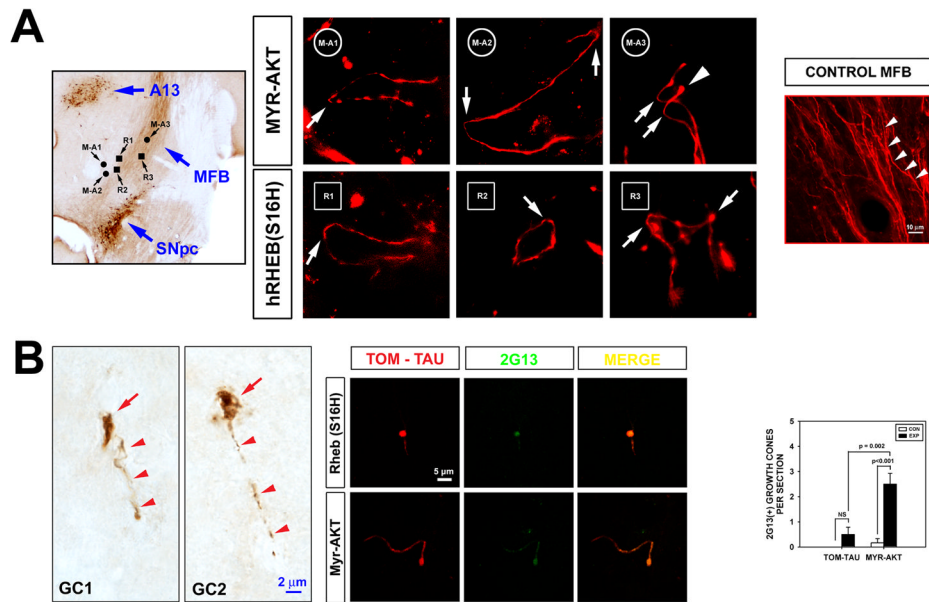 A
A13
M-A3
M-A1
R1
M-A2
R2
R3
MFB
SNpc
MYR-AKT
M-A1
M-A2
M-A3
hRHEB(S16H)
R1
R2
R3
CONTROL MFB
10 µm
B
GC1
GC2
2 µm
TOM - TAU
2G13
MERGE
Rheb (S16H)
5 µm
Myr-AKT
2G13(+) GROWTH CONES
PER SECTION
5
4
3
2
1
0
CON
EXP
p = 0.002
p<0.001
NS
TOM-TAU
MYR-AKT